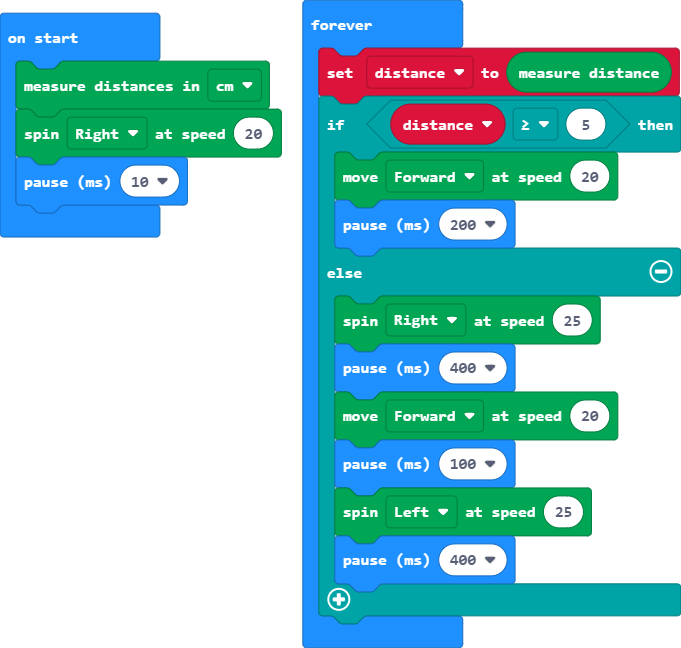 on start
measure distances in cm
spin Right at speed 20
pause (ms) 10
forever
set distance to measure distance
if distance ≥ 5 then
move Forward at speed 20
pause (ms) 200
else
spin Right at speed 25
pause (ms) 400
move Forward at speed 20
pause (ms) 100
spin Left at speed 25
pause (ms) 400